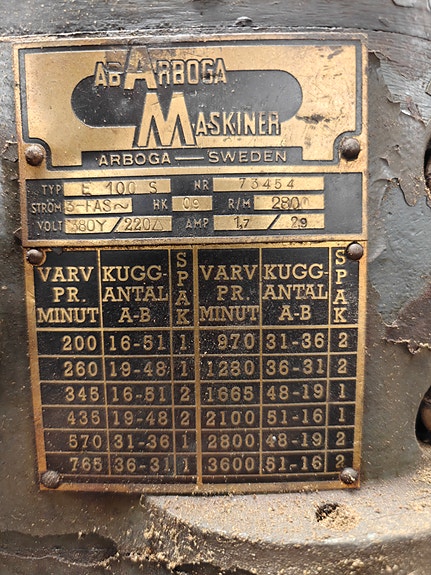 AB ARBOGA
MASKINER
ARBOGA — SWEDEN
TYP E 100 S NR 73454
STRÖM 3-FAS~ HK 0,9 R/M 280
VOLT 380Y/220△ AMP 1,7 / 2,9
VARV PR. MINUT KUGG-ANTAL A-B SPAK VARV PR. MINUT KUGG-ANTAL A-B SPAK
200 16-51 1 970 31-36 2
260 19-48 1 1280 36-31 2
345 16-51 2 1665 48-19 1
435 19-48 2 2100 51-16 1
570 31-36 1 2800 48-19 2
765 36-31 1 3600 51-16 2